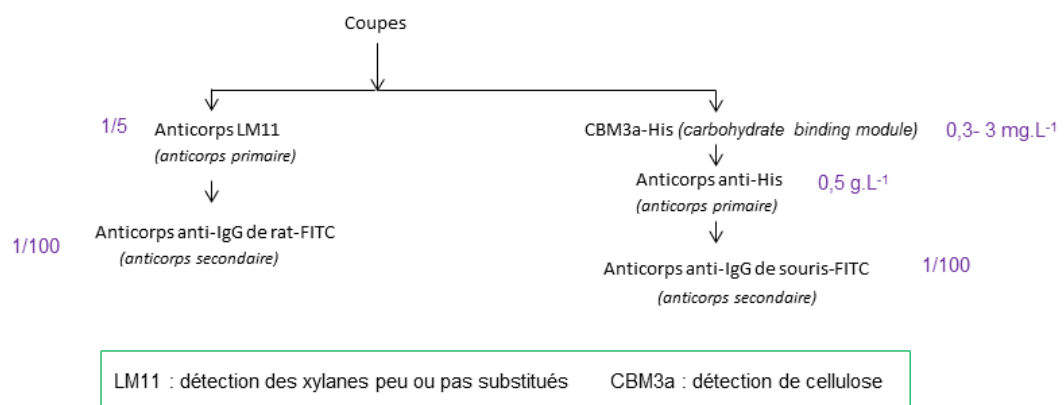 Coupes
1/5 Anticorps LM11
(anticorps primaire)
1/100 Anticorps anti-IgG de rat-FITC
(anticorps secondaire)
CBM3a-His (carbohydrate binding module) 0,3- 3 mg.L⁻¹
Anticorps anti-His 0,5 g.L⁻¹
(anticorps primaire)
Anticorps anti-IgG de souris-FITC 1/100
(anticorps secondaire)
LM11 : détection des xylanes peu ou pas substitués CBM3a : détection de cellulose